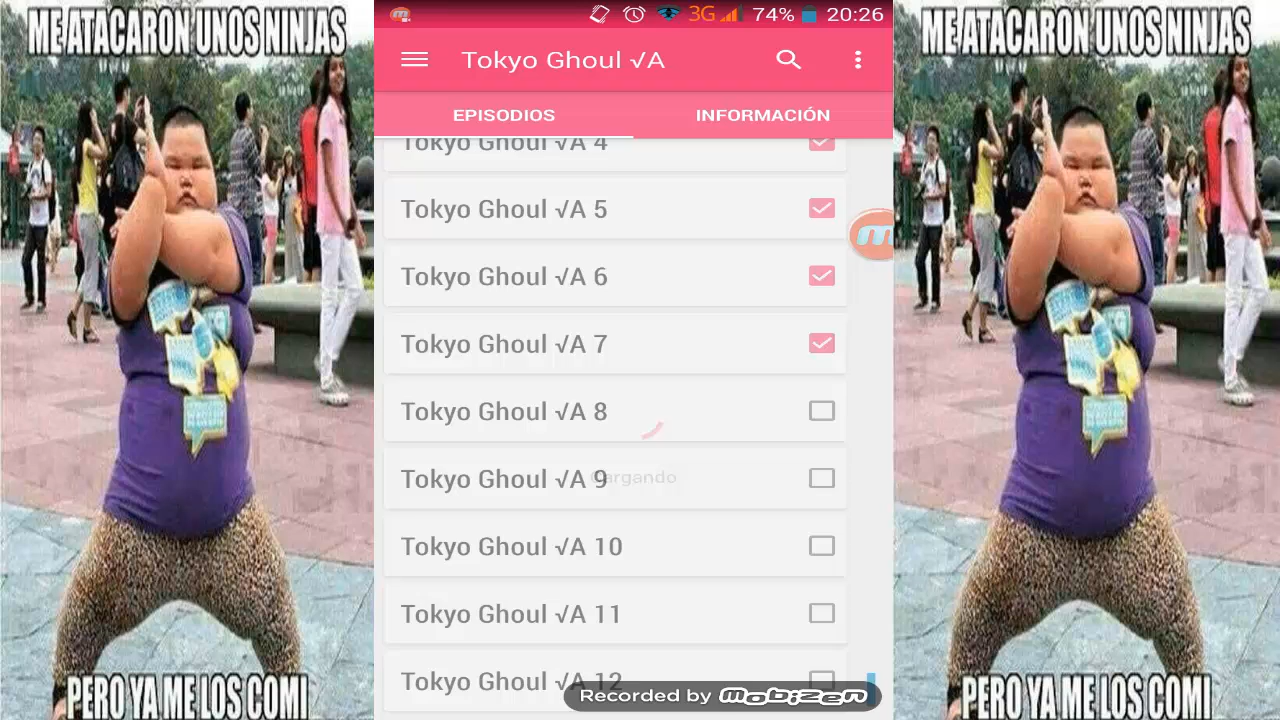 ME ATACARON UNOS NINJAS
PERO YA ME LOS COMI
3G 74% 20:26
Tokyo Ghoul √A
EPISODIOS INFORMACIÓN
Tokyo Ghoul √A 4
Tokyo Ghoul √A 5
Tokyo Ghoul √A 6
Tokyo Ghoul √A 7
Tokyo Ghoul √A 8
Cargando
Tokyo Ghoul √A 9
Tokyo Ghoul √A 10
Tokyo Ghoul √A 11
Tokyo Ghoul √A 12
Recorded by mobizen
ME ATACARON UNOS NINJAS
PERO YA ME LOS COMI